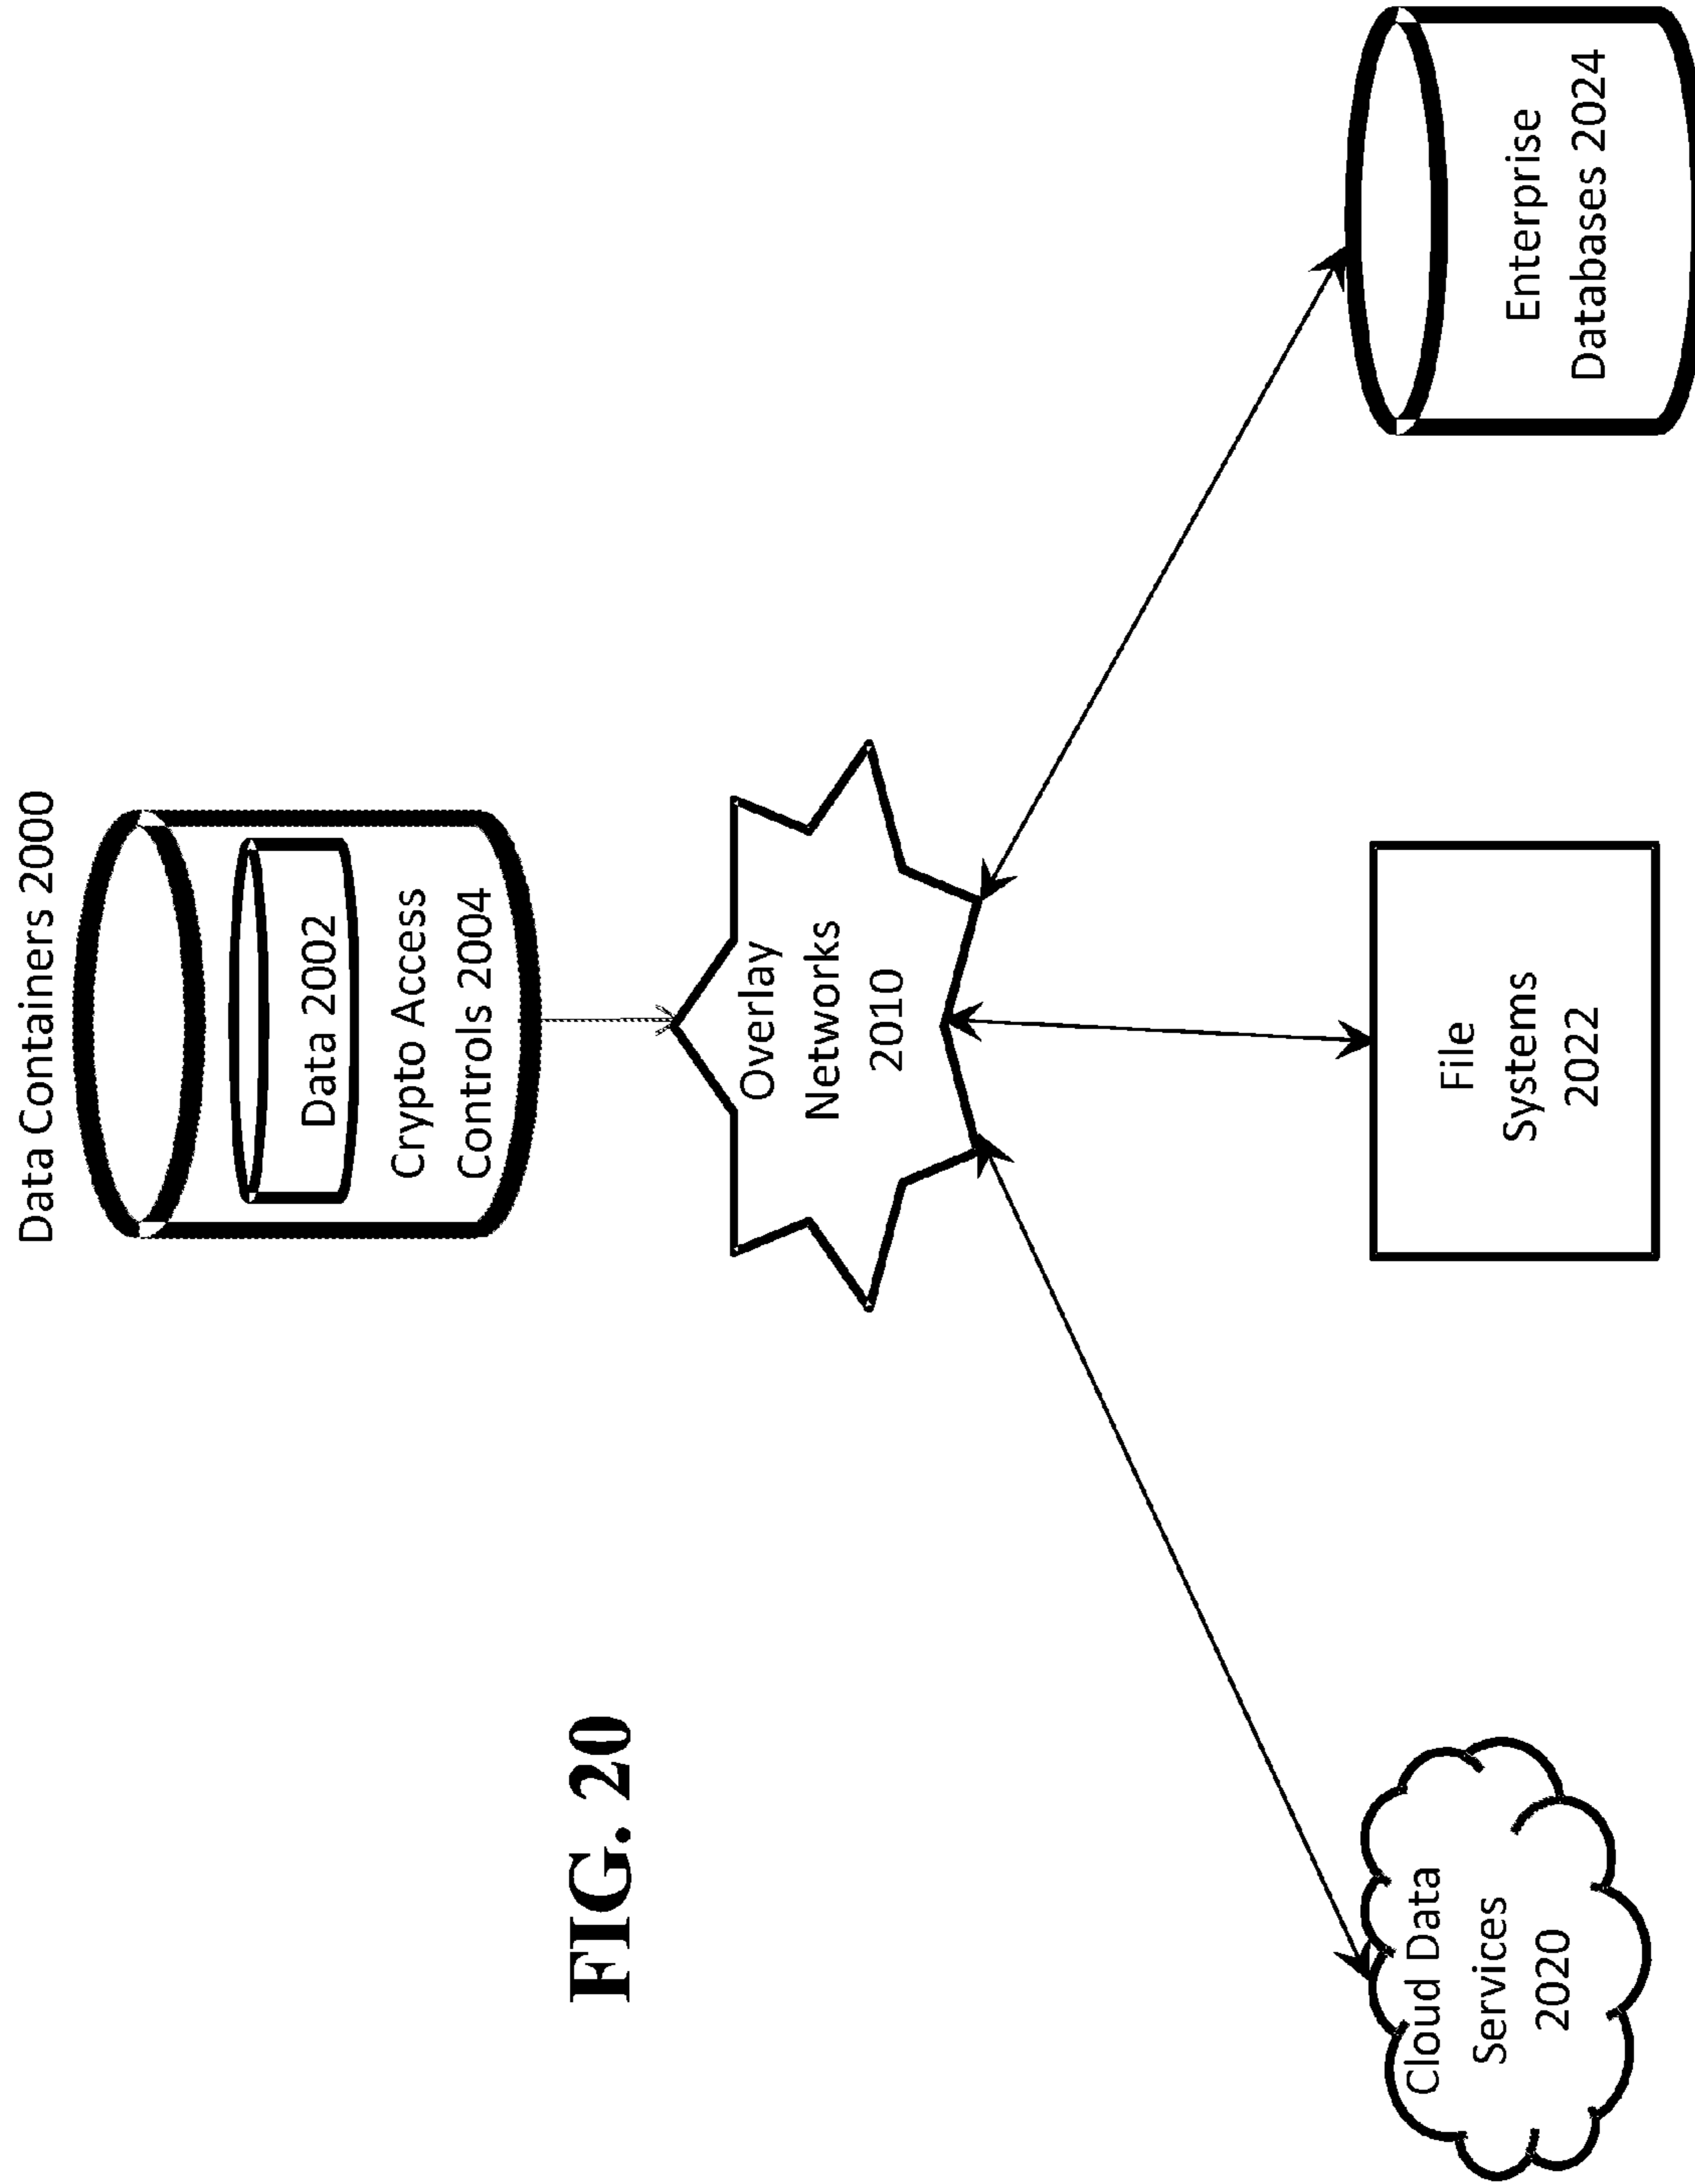 Data Containers 2000
Data 2002
Crypto Access
Controls 2004
FIG. 20
Overlay
Networks
2010
Cloud Data
Services
2020
File
Systems
2022
Enterprise
Databases 2024